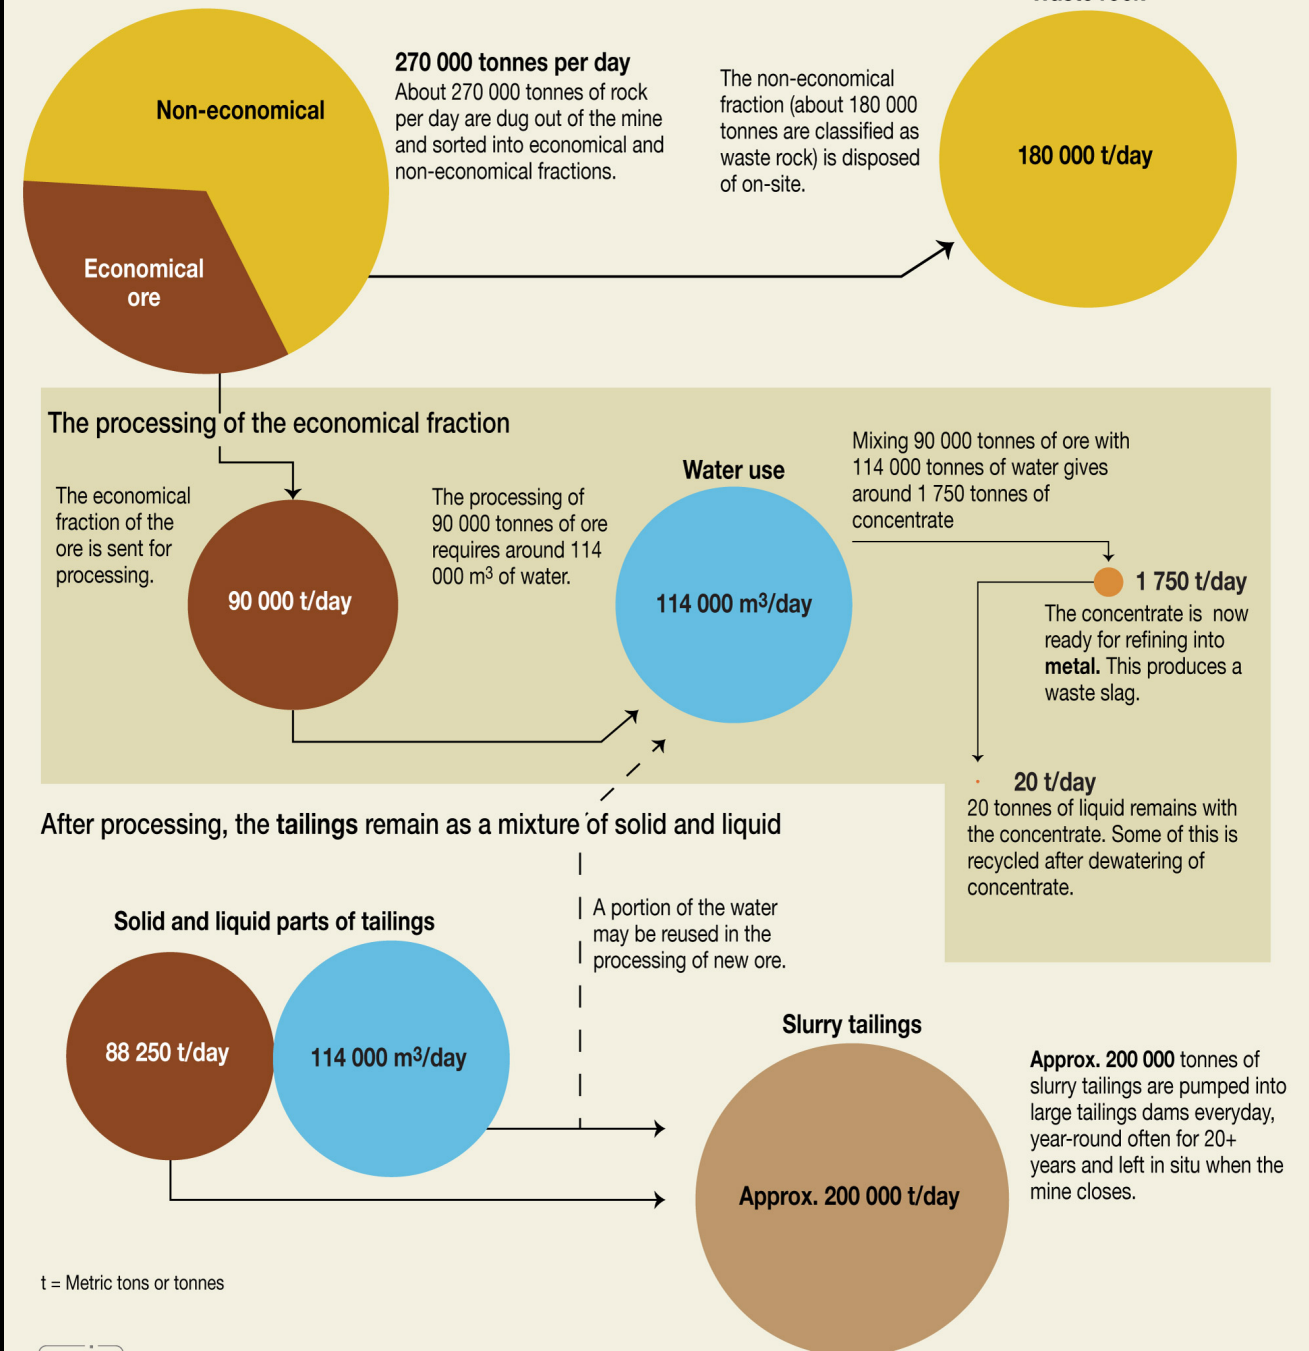 Non-economical
Economical
ore
270 000 tonnes per day
About 270 000 tonnes of rock
per day are dug out of the mine
and sorted into economical and
non-economical fractions.
The non-economical
fraction (about 180 000
tonnes are classified as
waste rock) is disposed
of on-site.
180 000 t/day
The processing of the economical fraction
The economical
fraction of the
ore is sent for
processing.
90 000 t/day
The processing of
90 000 tonnes of ore
requires around 114
000 m³ of water.
Water use
114 000 m³/day
Mixing 90 000 tonnes of ore with
114 000 tonnes of water gives
around 1 750 tonnes of
concentrate
1 750 t/day
The concentrate is now
ready for refining into
metal. This produces a
waste slag.
20 t/day
20 tonnes of liquid remains with
the concentrate. Some of this is
recycled after dewatering of
concentrate.
After processing, the tailings remain as a mixture of solid and liquid
A portion of the water
may be reused in the
processing of new ore.
Solid and liquid parts of tailings
88 250 t/day
114 000 m³/day
Slurry tailings
Approx. 200 000 t/day
Approx. 200 000 tonnes of
slurry tailings are pumped into
large tailings dams everyday,
year-round often for 20+
years and left in situ when the
mine closes.
t = Metric tons or tonnes